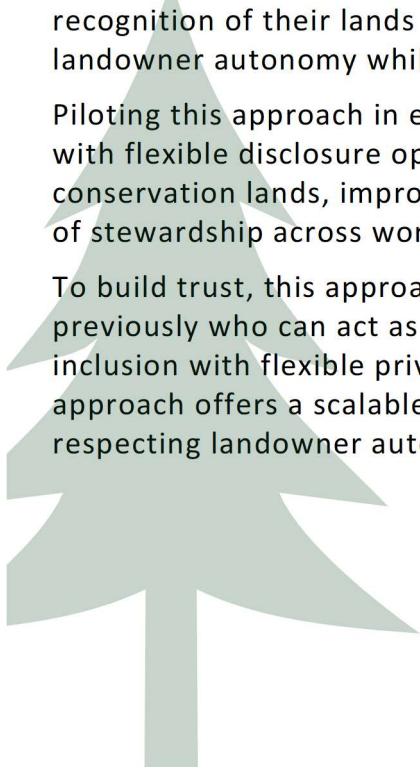 recognition of their lands
landowner autonomy whil
Piloting this approach in e
with flexible disclosure op
conservation lands, impro
of stewardship across wor
To build trust, this approa
previously who can act as
inclusion with flexible priv
approach offers a scalable
respecting landowner aut